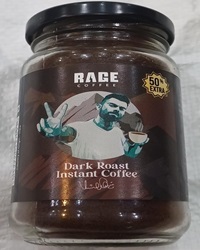 RAGE
COFFEE
50%
EXTRA
Dark Roast
Instant Coffee